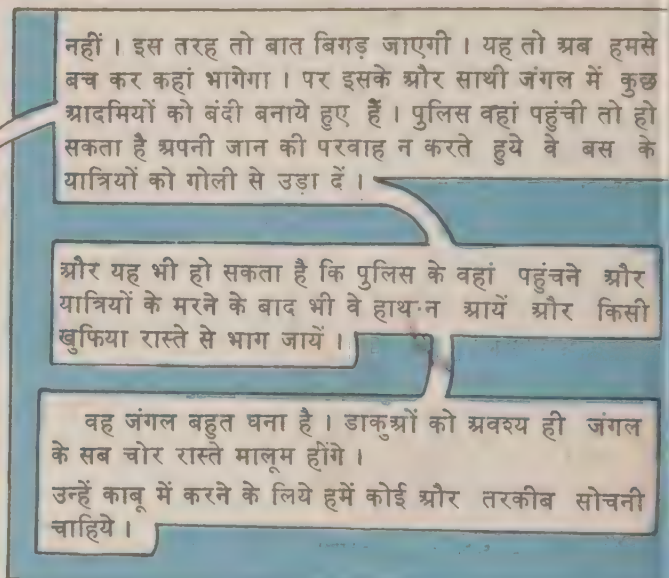 नहीं । इस तरह तो बात बिगड़ जाएगी । यह तो अब हमसे
बच कर कहां भागेगा । पर इसके और साथी जंगल में कुछ
आदमियों को बंदी बनाये हुए हैं । पुलिस वहां पहुंची तो हो
सकता है अपनी जान की परवाह न करते हुये वे बस के
यात्रियों को गोली से उड़ा दें ।
और यह भी हो सकता है कि पुलिस के वहां पहुंचने और
यात्रियों के मरने के बाद भी वे हाथ न आयें और किसी
खुफिया रास्ते से भाग जायें ।
वह जंगल बहुत घना है । डाकुओं को अवश्य ही जंगल
के सब चोर रास्ते मालूम होंगे ।
उन्हें काबू में करने के लिये हमें कोई और तरकीब सोचनी
चाहिये ।